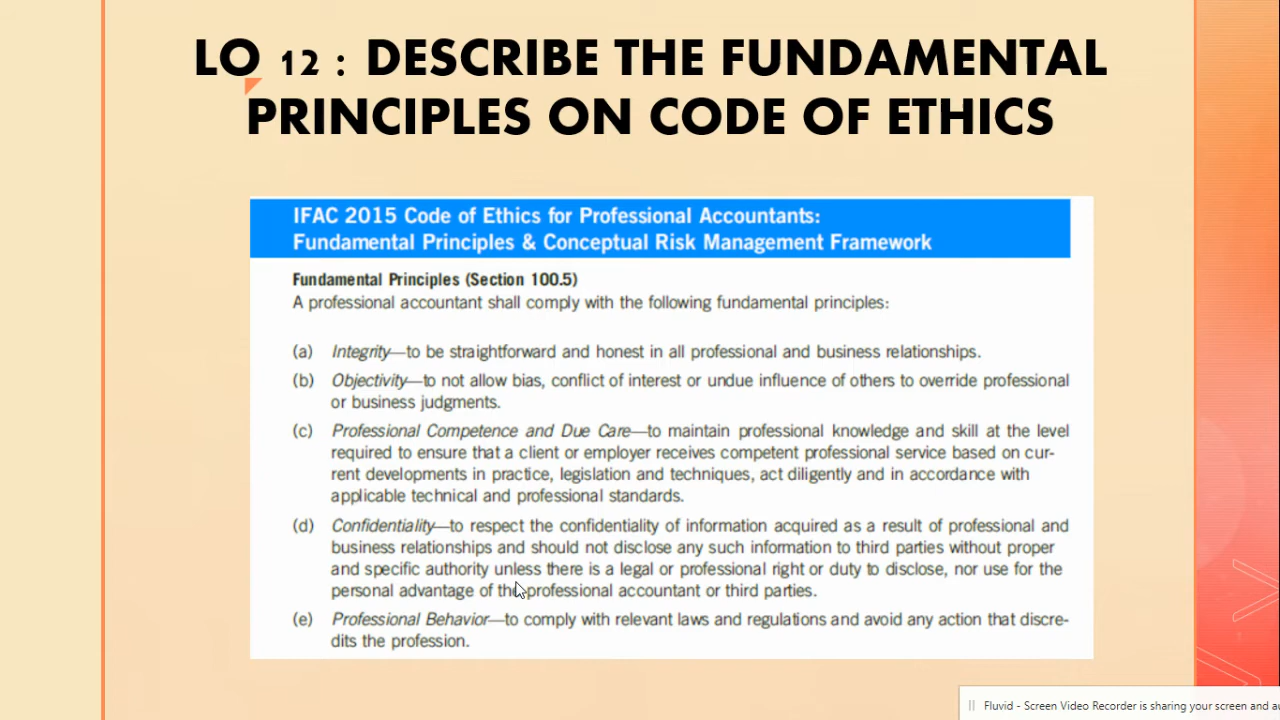 LO 12 : DESCRIBE THE FUNDAMENTAL
PRINCIPLES ON CODE OF ETHICS
IFAC 2015 Code of Ethics for Professional Accountants:
Fundamental Principles & Conceptual Risk Management Framework
Fundamental Principles (Section 100.5)
A professional accountant shall comply with the following fundamental principles:
(a) Integrity—to be straightforward and honest in all professional and business relationships.
(b) Objectivity—to not allow bias, conflict of interest or undue influence of others to override professional
or business judgments.
(c) Professional Competence and Due Care—to maintain professional knowledge and skill at the level
required to ensure that a client or employer receives competent professional service based on cur-
rent developments in practice, legislation and techniques, act diligently and in accordance with
applicable technical and professional standards.
(d) Confidentiality—to respect the confidentiality of information acquired as a result of professional and
business relationships and should not disclose any such information to third parties without proper
and specific authority unless there is a legal or professional right or duty to disclose, nor use for the
personal advantage of the professional accountant or third parties.
(e) Professional Behavior—to comply with relevant laws and regulations and avoid any action that discre-
dits the profession.
Fluvid - Screen Video Recorder is sharing your screen and